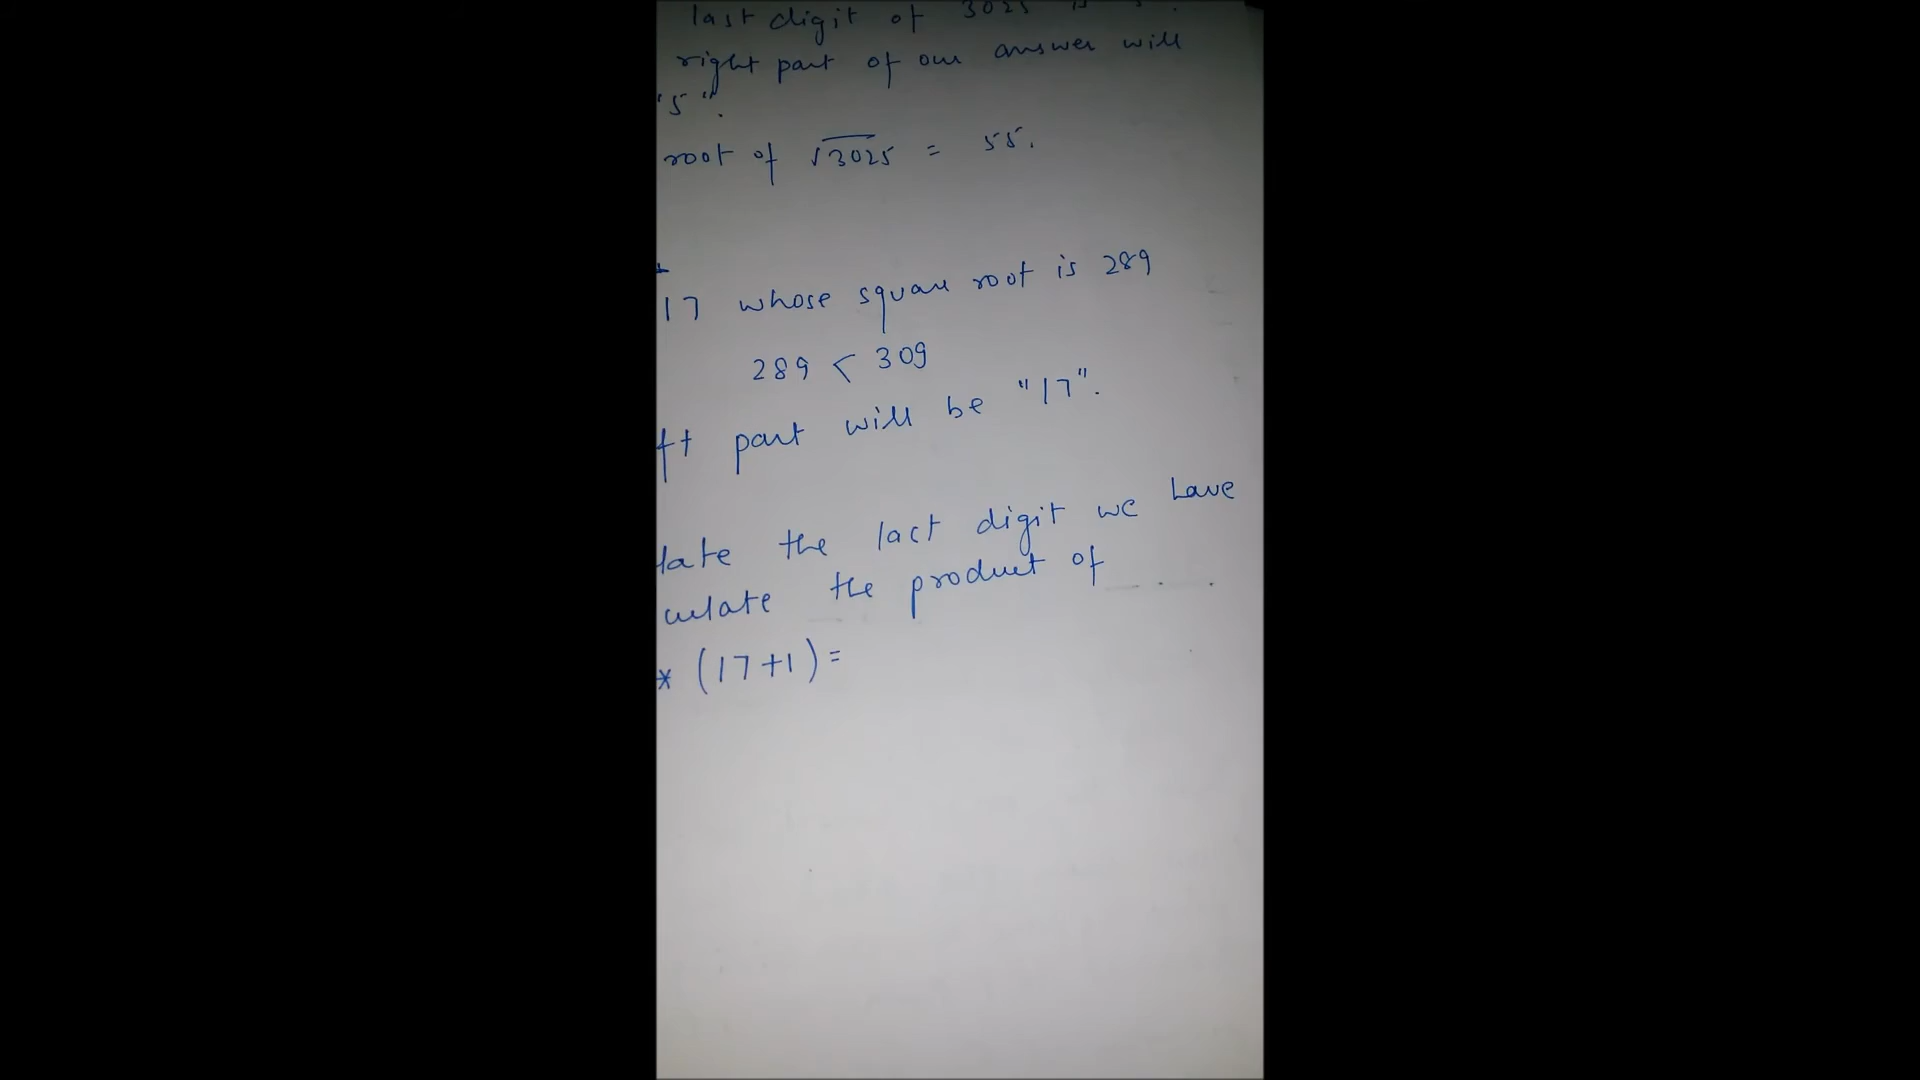 last digit of 3025 is
right part of our answer will
"5".
root of √3025 = 55.
17 whose square root is 289
289 < 309
ft part will be "17".
late the last digit we have
culate the product of
* (17+1) =